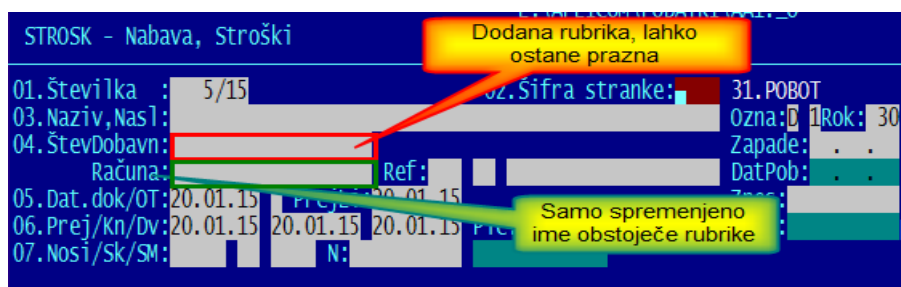 STROSK - Nabava, Stroški
Dodana rubrika, lahko
ostane prazna
01.Številka : 5/15 02.Šifra stranke: 31.POBOT
03.Naziv,Nasl: Ozna:D 1Rok: 30
04.ŠtevDobavn: Zapade: . .
Računa: Ref: DatPob: . .
05.Dat.dok/OT:20.01.15 20.01.15
06.Prej/Kn/Dv:20.01.15 20.01.15 20.01.15
Samo spremenjeno
ime obstoječe rubrike
07.Nosi/Sk/SM: N: